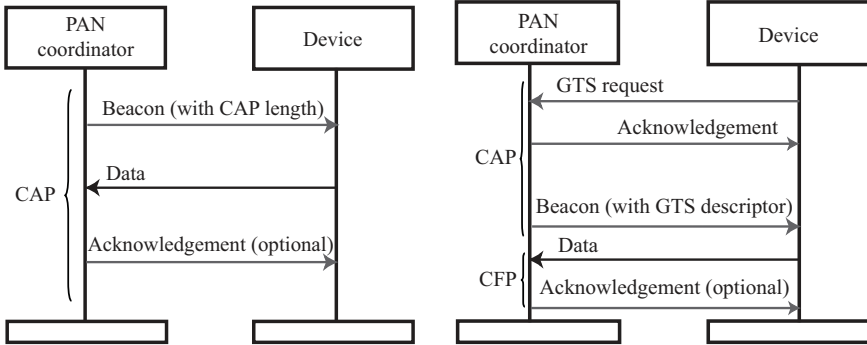 PAN
coordinator
Device
Beacon (with CAP length)
Data
CAP
Acknowledgement (optional)
PAN
coordinator
Device
GTS request
Acknowledgement
CAP
Beacon (with GTS descriptor)
Data
CFP
Acknowledgement (optional)